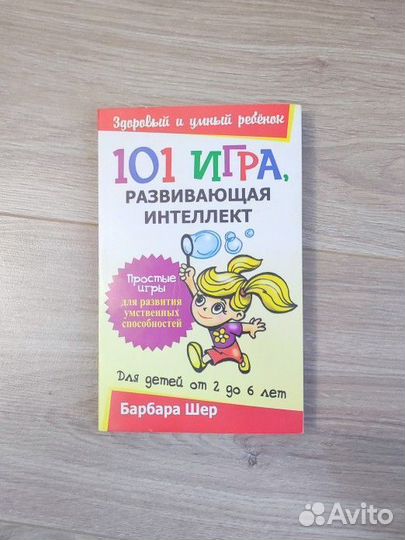 Здоровый и умный ребёнок
101 ИГРА,
РАЗВИВАЮЩАЯ
ИНТЕЛЛЕКТ
Простые
игры
для развития
умственных
способностей
Для детей от 2 до 6 лет
Барбара Шер
Avito